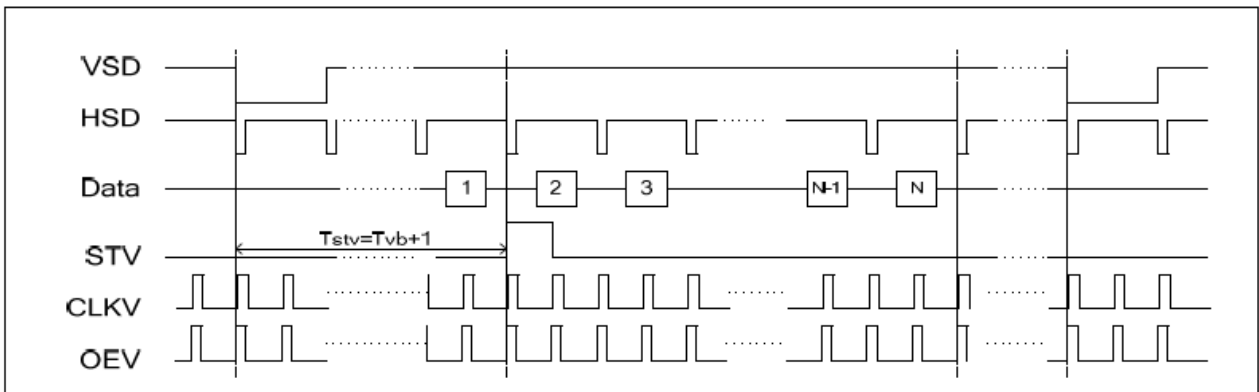 VSD
HSD
Data
1
2
3
N-1
N
Tstv=Tvb+1
STV
CLKV
OEV